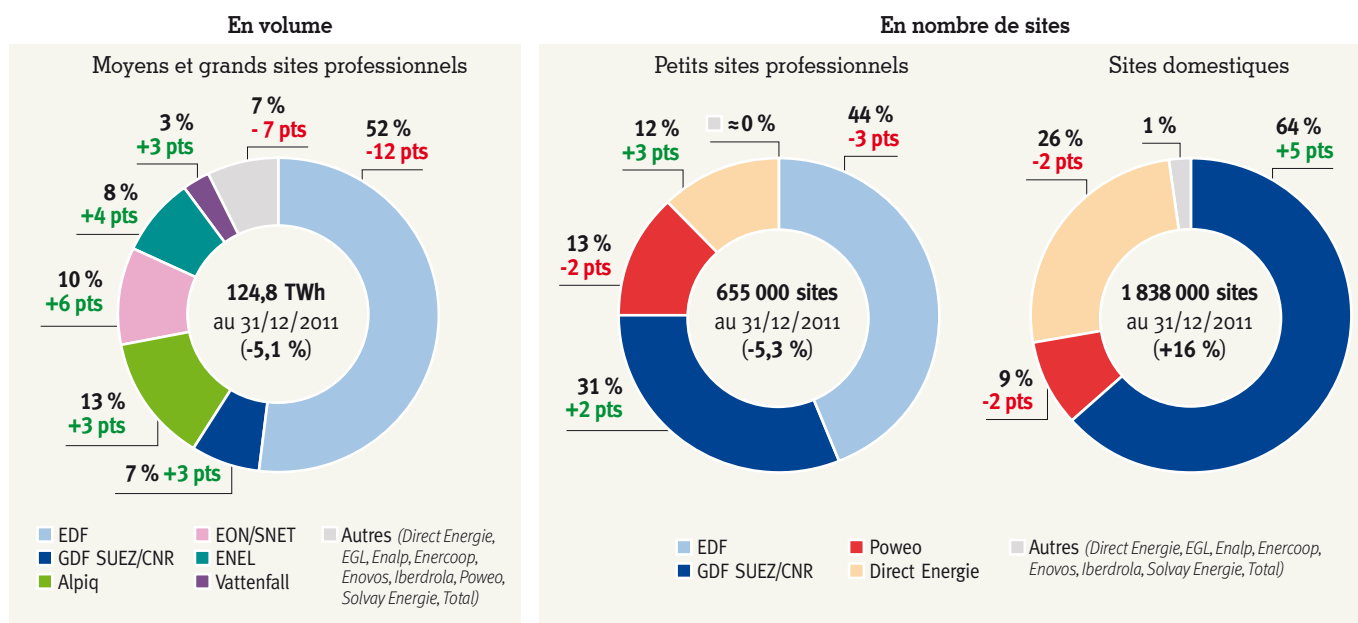 En volume
Moyens et grands sites professionnels
7 %
- 7 pts
52 %
-12 pts
3 %
+3 pts
8 %
+4 pts
10 %
+6 pts
13 %
+3 pts
7 % +3 pts
124,8 TWh
au 31/12/2011
(-5,1 %)
EDF
GDF SUEZ/CNR
Alpiq
EON/SNET
ENEL
Vattenfall
Autres (Direct Energie,
EGL, Enalp, Enercoop,
Enovos, Iberdrola, Poweo,
Solvay Energie, Total)
En nombre de sites
Petits sites professionnels
≈0 %
44 %
-3 pts
12 %
+3 pts
13 %
-2 pts
31 %
+2 pts
655 000 sites
au 31/12/2011
(-5,3 %)
Sites domestiques
1 %
64 %
+5 pts
26 %
-2 pts
9 %
-2 pts
1 838 000 sites
au 31/12/2011
(+16 %)
EDF
GDF SUEZ/CNR
Poweo
Direct Energie
Autres (Direct Energie, EGL, Enalp, Enercoop,
Enovos, Iberdrola, Solvay Energie, Total)